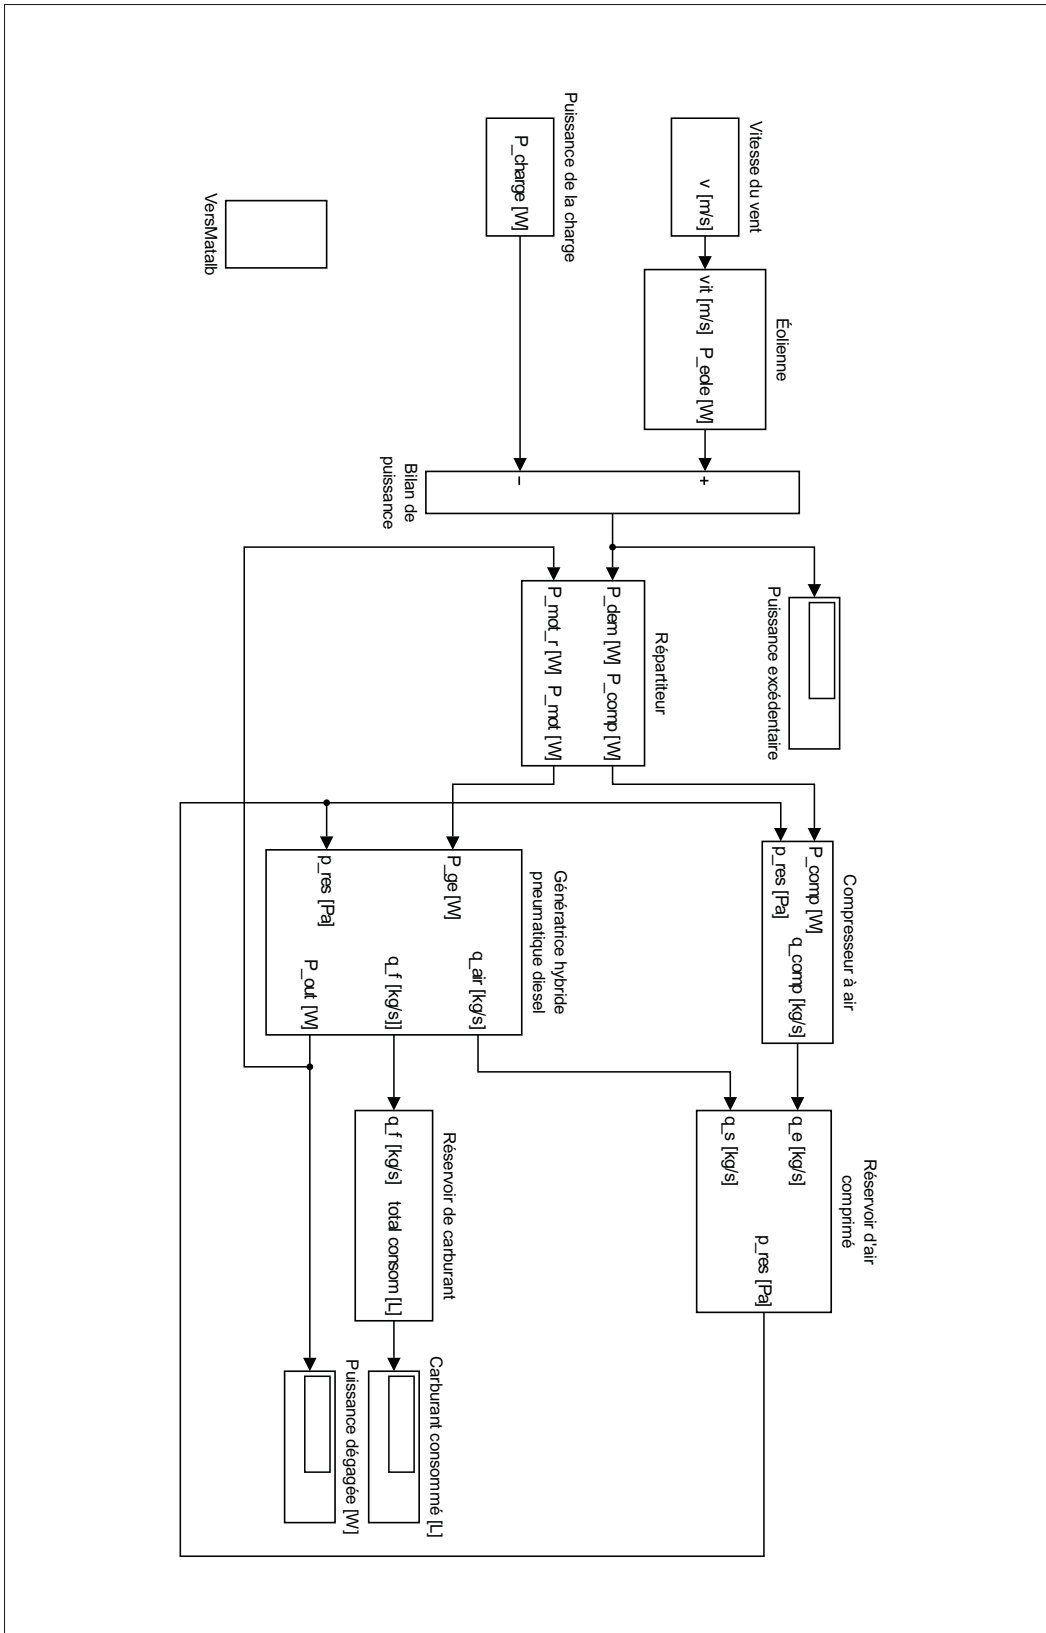 Vitesse du vent
v [m/s]
Éolienne
vit [m/s]
P_eole [W]
Puissance de la charge
P_charge [W]
VersMatalb
+
−
Bilan de
puissance
Puissance excédentaire
Répartiteur
P_dem [W]
P_comp [W]
P_mot_r [W]
P_mot [W]
Compresseur à air
P_comp [W]
p_res [Pa]
q_comp [kg/s]
Génératrice hybride
pneumatique diesel
P_ge [W]
p_res [Pa]
q_air [kg/s]
q_f [kg/s]]
P_out [W]
Réservoir d'air
comprimé
q_e [kg/s]
q_s [kg/s]
p_res [Pa]
Réservoir de carburant
q_f [kg/s]
total consom [L]
Carburant consommé [L]
Puissance dégagée [W]